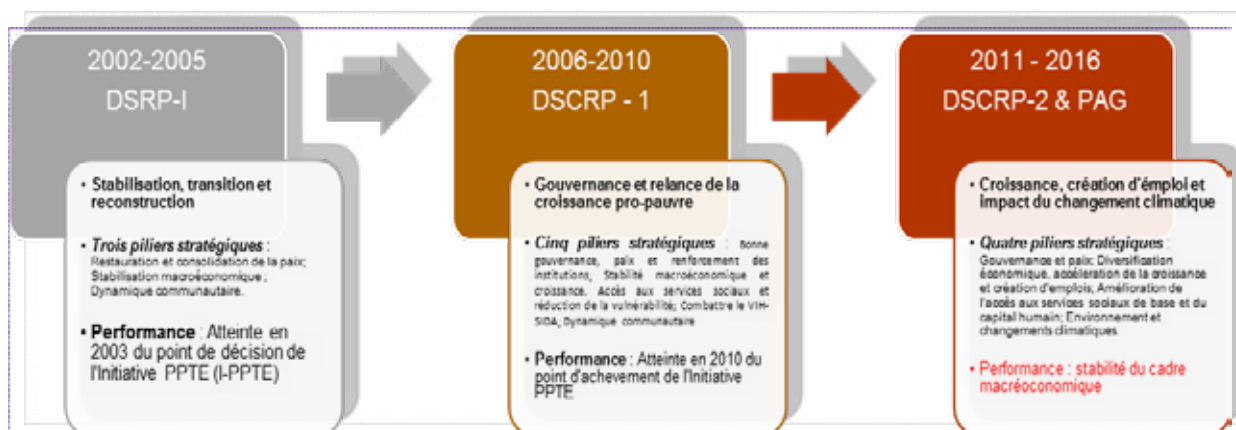 2002-2005
DSRP-I
• Stabilisation, transition et
reconstruction
• Trois piliers stratégiques :
Restauration et consolidation de la paix;
Stabilisation macroéconomique ;
Dynamique communautaire.
• Performance : Atteinte en
2003 du point de décision de
l'Initiative PPTE (I-PPTE)
2006-2010
DSCRP - 1
• Gouvernance et relance de la
croissance pro-pauvre
• Cinq piliers stratégiques : Bonne
gouvernance, paix et renforcement des
institutions; Stabilité macroéconomique et
croissance. Accès aux services sociaux et
réduction de la vulnérabilité; Combattre le VIH-
SIDA, Dynamique communautaire
• Performance : Atteinte en 2010 du
point d'achevement de l'Initiative
PPTE
2011 - 2016
DSCRP-2 & PAG
• Croissance, création d'émploi et
impact du changement climatique
• Quatre piliers stratégiques :
Gouvernance et paix; Diversification
économique, accéleration de la croissance
et création d'emplois; Amélioration de
l'accès aux services sociaux de base et du
capital humain; Environnement et
changements climatiques
• Performance : stabilité du cadre
macroéconomique